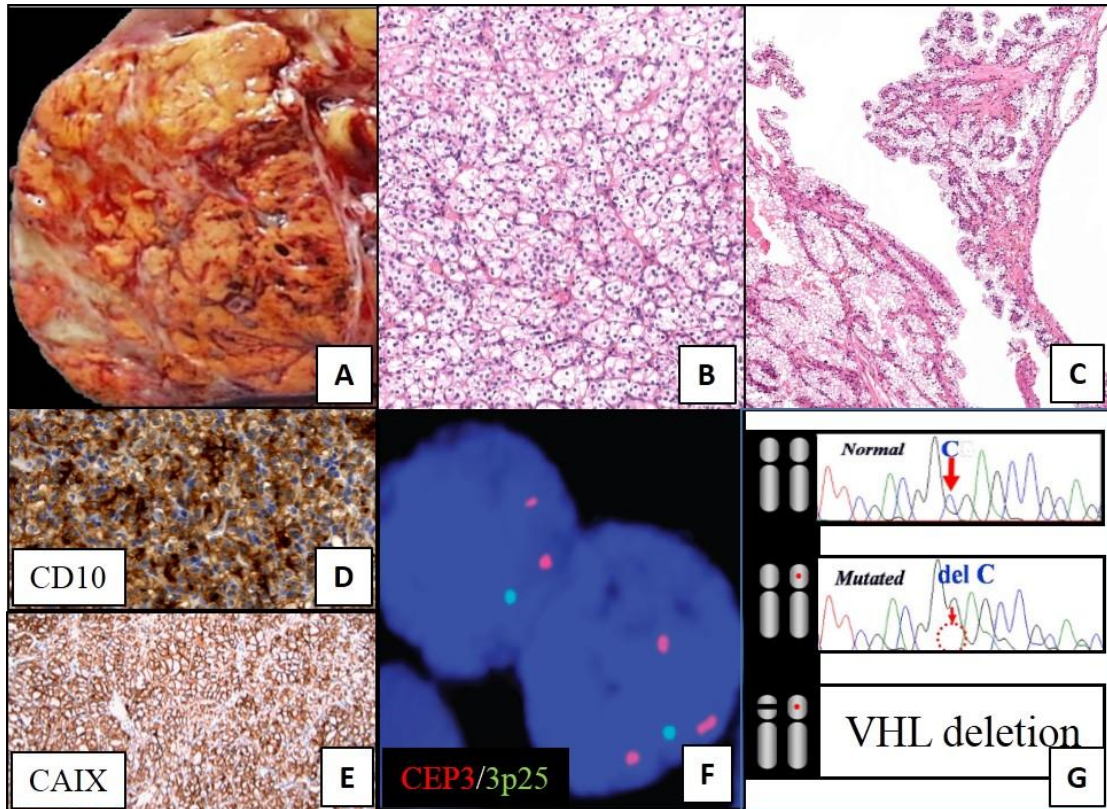 A
B
C
CD10
D
CAIX
E
CEP3/3p25
F
Normal
C
Mutated
del C
VHL deletion
G